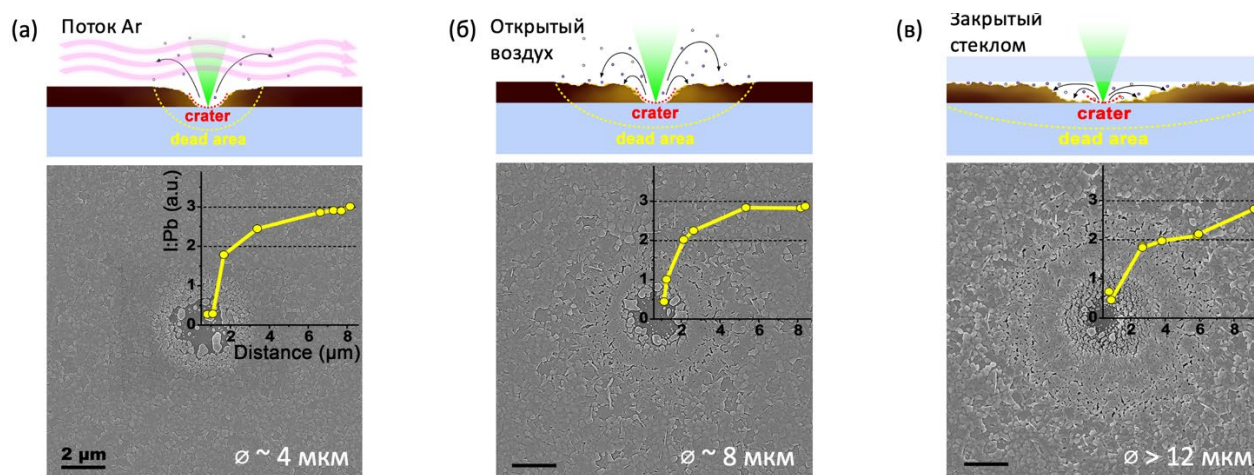 (а)
Поток Ar
crater
dead area
I:Pb (a.u.)
3
2
1
0
2
4
6
8
Distance (µm)
2 µm
⌀ ~ 4 мкм
(б)
Открытый
воздух
crater
dead area
3
2
1
0
2
4
6
8
⌀ ~ 8 мкм
(в)
Закрытый
стеклом
crater
dead area
3
2
1
0
2
4
6
8
⌀ > 12 мкм